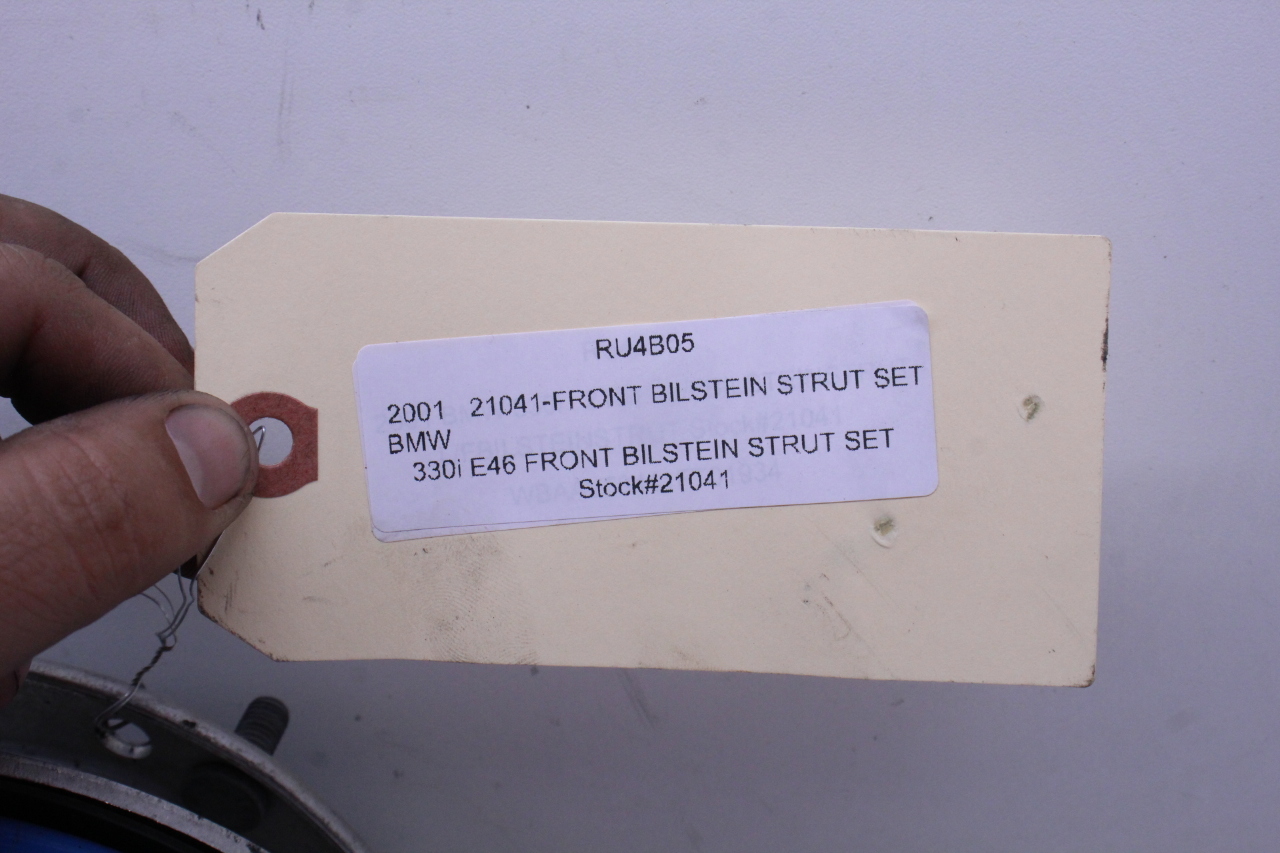 RU4B05
2001 21041-FRONT BILSTEIN STRUT SET
BMW
330i E46 FRONT BILSTEIN STRUT SET
Stock#21041